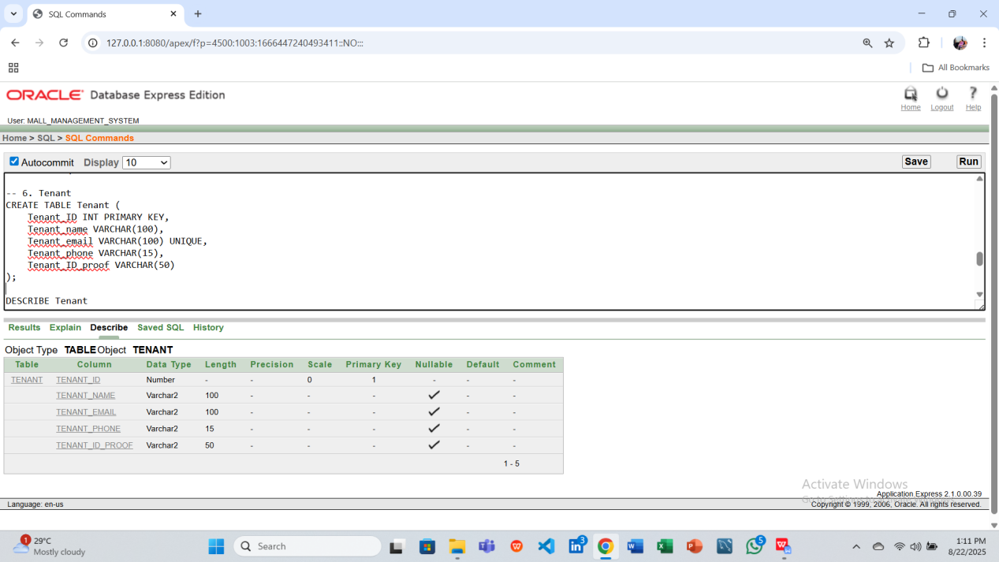 SQL Commands
127.0.0.1:8080/apex/f?p=4500:1003:1666447240493411::NO:::
All Bookmarks
ORACLE Database Express Edition
Home Logout Help
User: MALL_MANAGEMENT_SYSTEM
Home > SQL > SQL Commands
Autocommit Display 10 Save Run
-- 6. Tenant
CREATE TABLE Tenant (
Tenant_ID INT PRIMARY KEY,
Tenant_name VARCHAR(100),
Tenant_email VARCHAR(100) UNIQUE,
Tenant_phone VARCHAR(15),
Tenant_ID_proof VARCHAR(50)
);
DESCRIBE Tenant
Results Explain Describe Saved SQL History
Object Type TABLE Object TENANT
Table Column Data Type Length Precision Scale Primary Key Nullable Default Comment
TENANT TENANT_ID Number - - 0 1 - - -
TENANT_NAME Varchar2 100 - - - - -
TENANT_EMAIL Varchar2 100 - - - - -
TENANT_PHONE Varchar2 15 - - - - -
TENANT_ID_PROOF Varchar2 50 - - - - -
1 - 5
Activate Windows
Application Express 2.1.0.00.39
Language: en-us
Copyright © 1999, 2006, Oracle. All rights reserved.
1
29°C
Mostly cloudy
Search
3
5
1:11 PM
8/22/2025